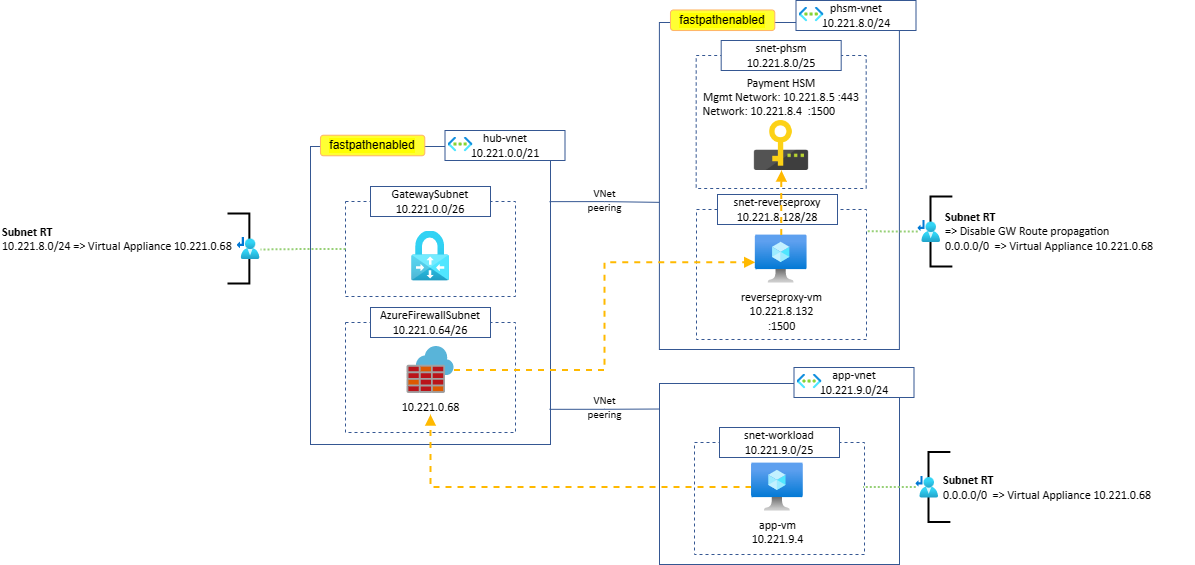 fastpathenabled
phsm-vnet
10.221.8.0/24
snet-phsm
10.221.8.0/25
Payment HSM
Mgmt Network: 10.221.8.5 :443
Network: 10.221.8.4 :1500
fastpathenabled
hub-vnet
10.221.0.0/21
GatewaySubnet
10.221.0.0/26
VNet
peering
snet-reverseproxy
10.221.8.128/28
Subnet RT
10.221.8.0/24 => Virtual Appliance 10.221.0.68
Subnet RT
=> Disable GW Route propagation
0.0.0.0/0 => Virtual Appliance 10.221.0.68
reverseproxy-vm
10.221.8.132
:1500
AzureFirewallSubnet
10.221.0.64/26
10.221.0.68
VNet
peering
app-vnet
10.221.9.0/24
snet-workload
10.221.9.0/25
app-vm
10.221.9.4
Subnet RT
0.0.0.0/0 => Virtual Appliance 10.221.0.68